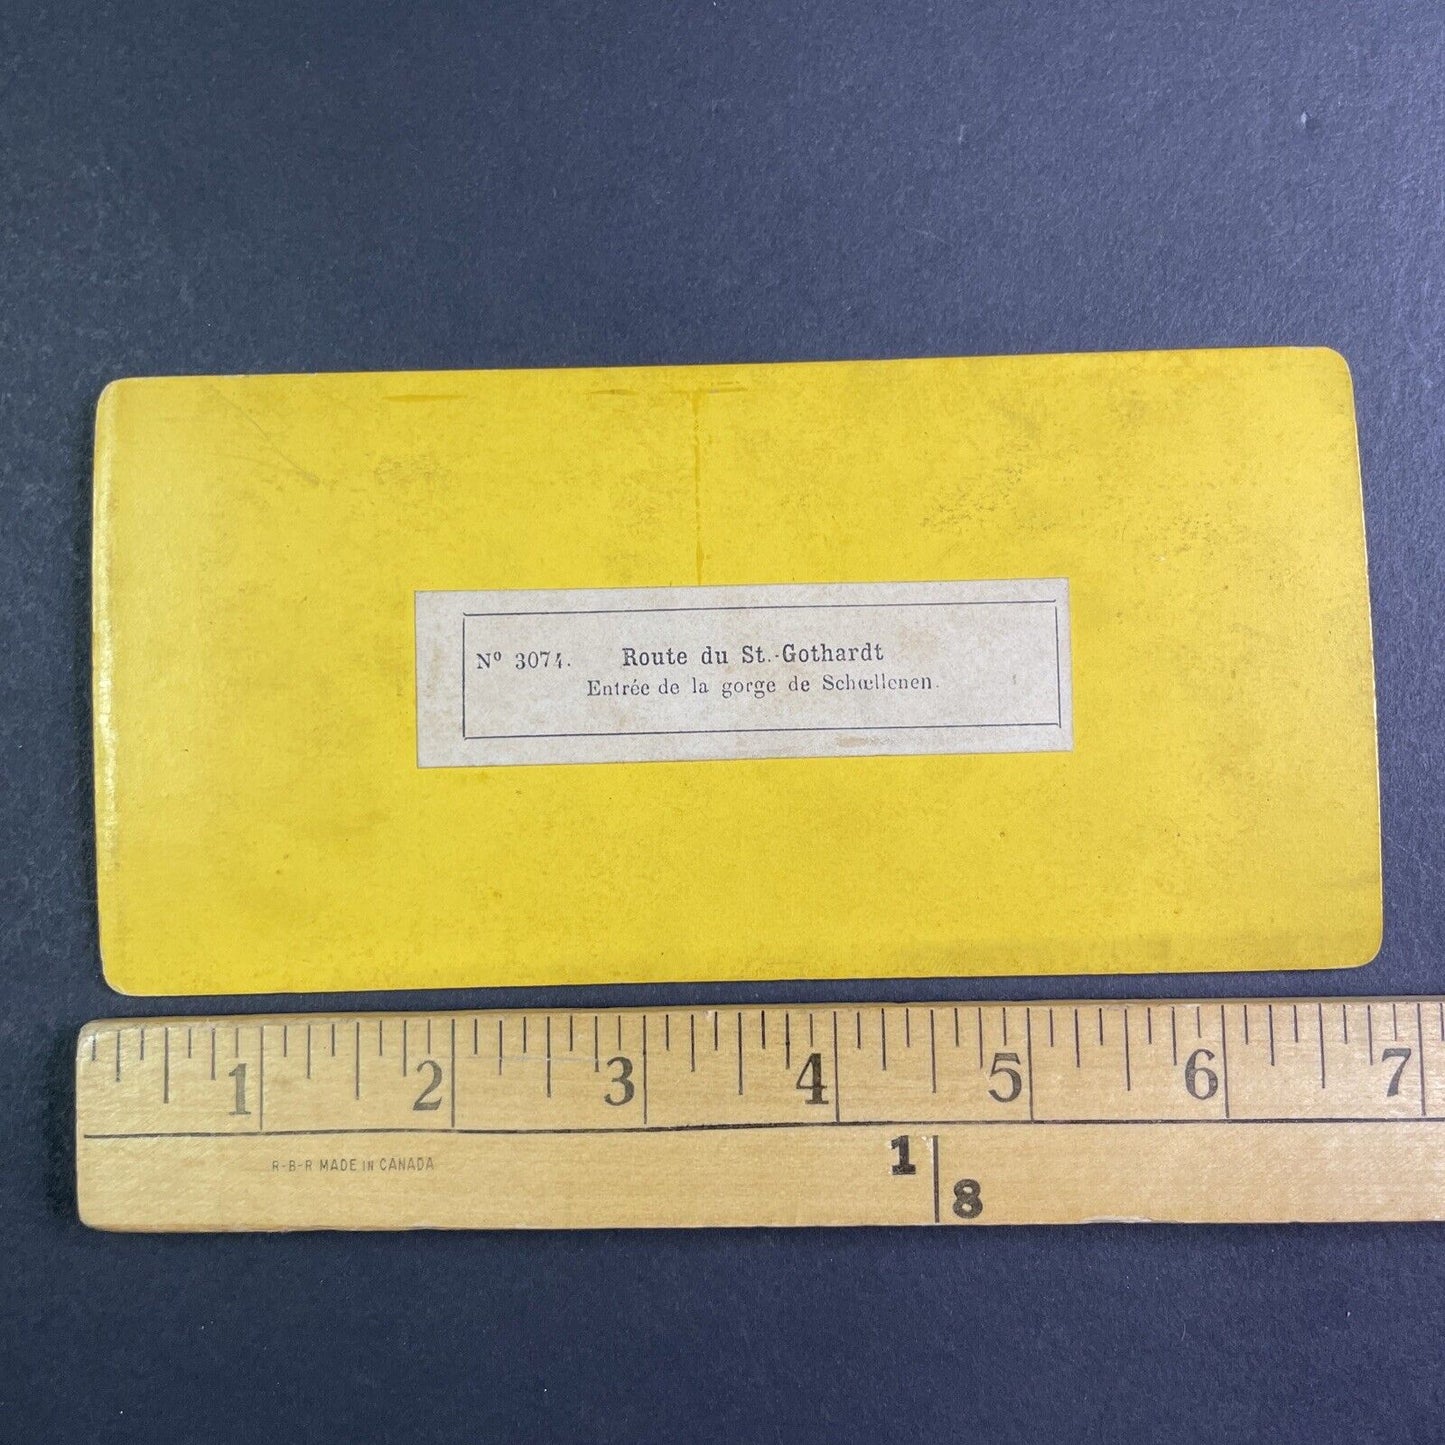 Nº 3074. Route du St.-Gothardt
Entrée de la gorge de Schœllenen.
1 2 3 4 5 6 7
R-B-R MADE IN CANADA
1
8